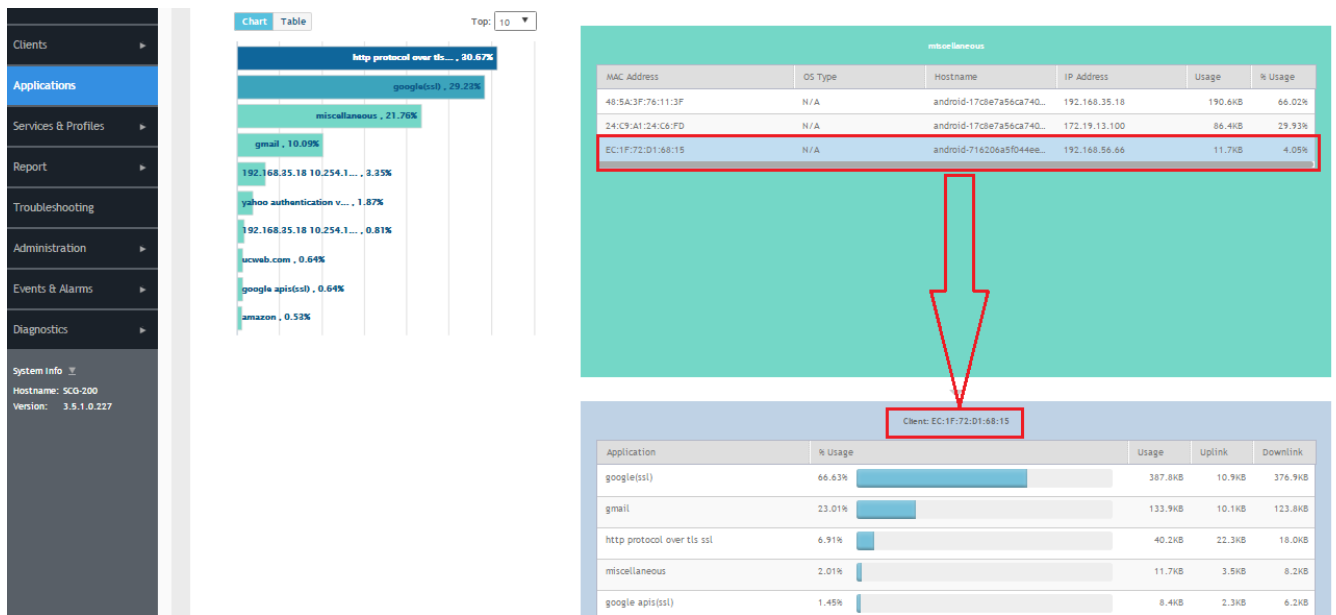 Clients
Applications
Services & Profiles
Report
Troubleshooting
Administration
Events & Alarms
Diagnostics
System Info
Hostname: SCG-200
Version: 3.5.1.0.227
Chart Table Top: 10
http protocol over tls... , 30.67%
google(ssl) , 29.23%
miscellaneous , 21.76%
gmail , 10.09%
192.168.35.18 10.254.1... , 3.35%
yahoo authentication v... , 1.87%
192.168.35.18 10.254.1... , 0.81%
ucweb.com , 0.64%
google apis(ssl) , 0.64%
amazon , 0.53%
miscellaneous
MAC Address OS Type Hostname IP Address Usage % Usage
48:5A:3F:76:11:3F N/A android-17c8e7a56ca740... 192.168.35.18 190.6KB 66.02%
24:C9:A1:24:C6:FD N/A android-17c8e7a56ca740... 172.19.13.100 86.4KB 29.93%
EC:1F:72:D1:68:15 N/A android-716206a5f044ee... 192.168.56.66 11.7KB 4.05%
Client: EC:1F:72:D1:68:15
Application % Usage Usage Uplink Downlink
google(ssl) 66.63% 387.8KB 10.9KB 376.9KB
gmail 23.01% 133.9KB 10.1KB 123.8KB
http protocol over tls ssl 6.91% 40.2KB 22.3KB 18.0KB
miscellaneous 2.01% 11.7KB 3.5KB 8.2KB
google apis(ssl) 1.45% 8.4KB 2.3KB 6.2KB